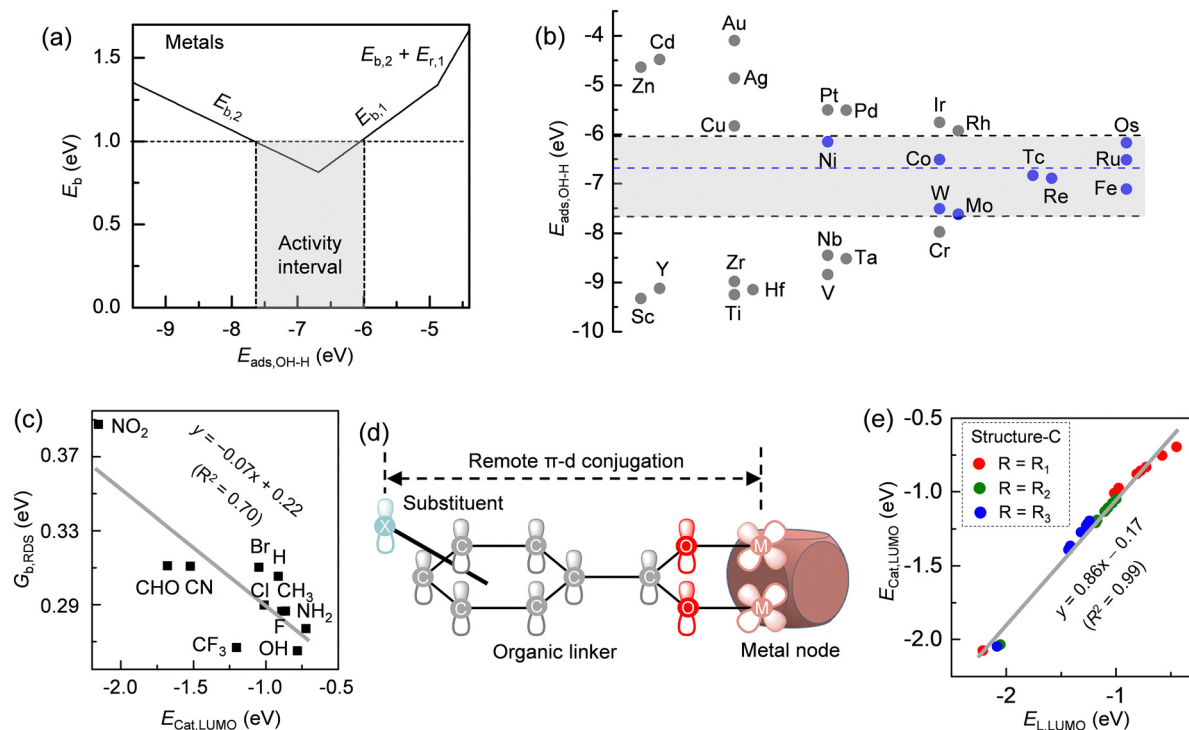 (a)
Metals
E_b,2 + E_r,1
E_b,2
E_b,1
Activity
interval
1.5
1.0
0.5
0.0
E_b (eV)
-9 -8 -7 -6 -5
E_ads,OH-H (eV)
(b)
-4
-5
-6
-7
-8
-9
-10
E_ads,OH-H (eV)
Au
Cd
Zn
Ag
Pt
Pd
Ir
Rh
Cu
Os
Ni
Co
Tc
Ru
W
Re
Fe
Mo
Nb
Ta
Cr
Y
Zr
V
Hf
Sc
Ti
(c)
NO2
y = −0.07x + 0.22
(R² = 0.70)
0.37
0.33
0.29
G_b,RDS (eV)
Br
H
CHO CN
Cl
CH3
NH2
F
CF3
OH
-2.0 -1.5 -1.0 -0.5
E_Cat,LUMO (eV)
(d)
Remote π-d conjugation
Substituent
X
C C O M
C C C
C C O M
Organic linker
Metal node
(e)
-0.5
-1.0
-1.5
-2.0
E_Cat,LUMO (eV)
Structure-C
R = R1
R = R2
R = R3
y = 0.86x − 0.17
(R² = 0.99)
-2 -1
E_L,LUMO (eV)